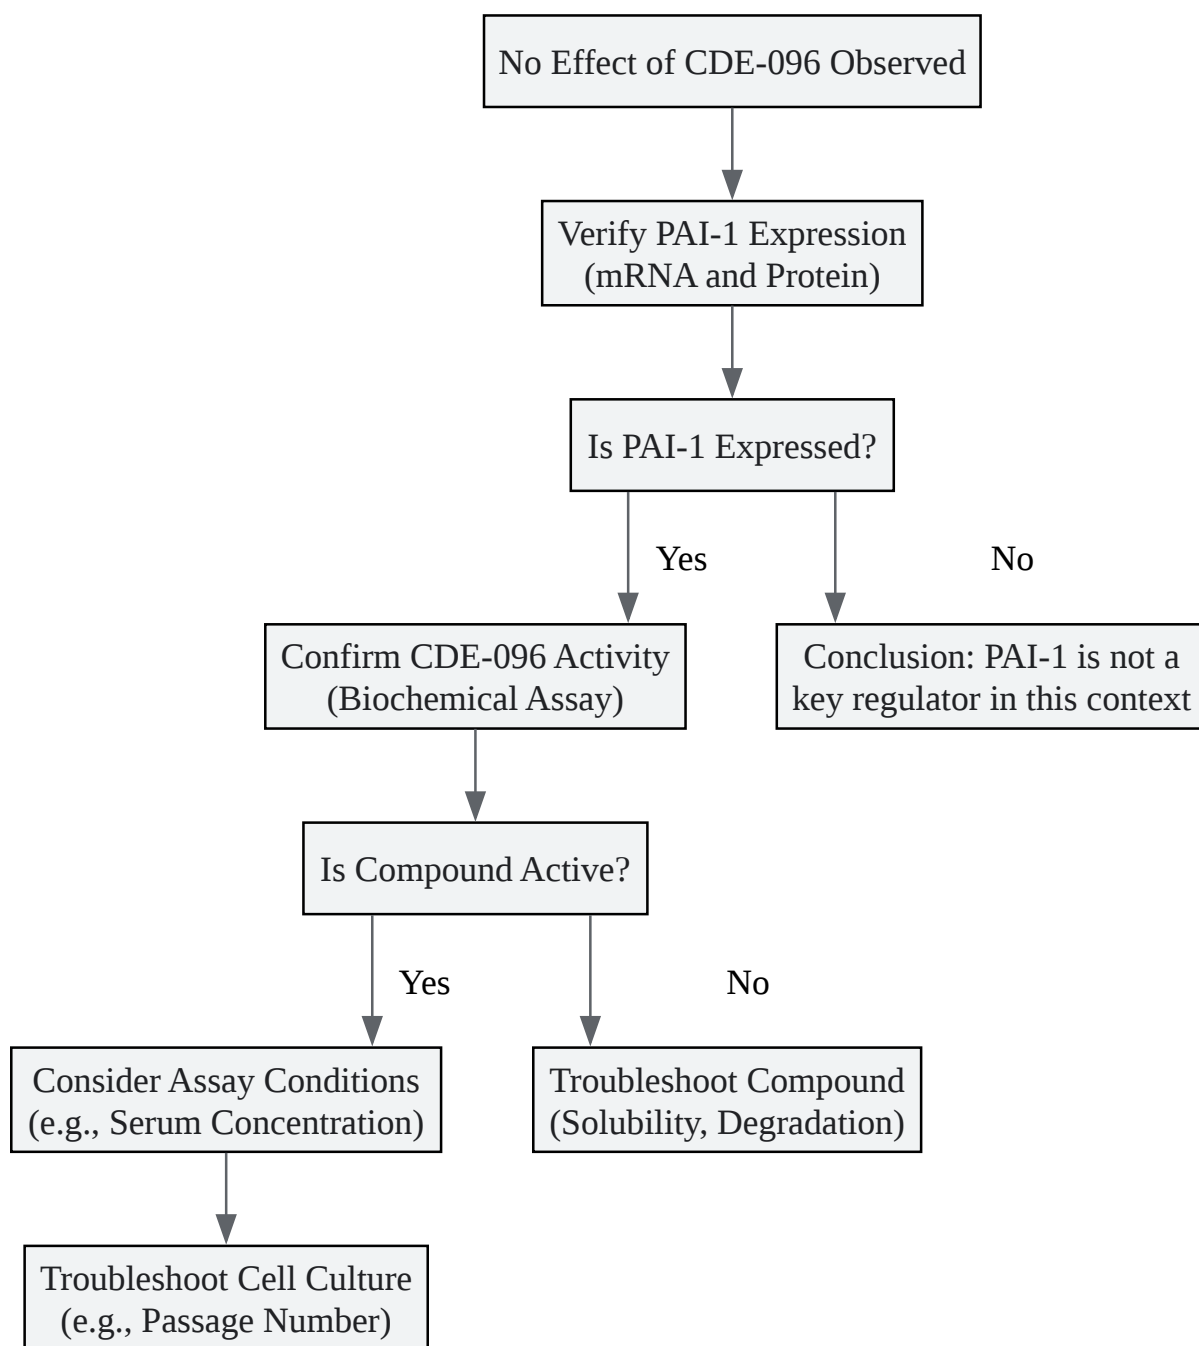 No Effect of CDE-096 Observed
Verify PAI-1 Expression
(mRNA and Protein)
Is PAI-1 Expressed?
Yes
No
Confirm CDE-096 Activity
(Biochemical Assay)
Conclusion: PAI-1 is not a
key regulator in this context
Is Compound Active?
Yes
No
Consider Assay Conditions
(e.g., Serum Concentration)
Troubleshoot Compound
(Solubility, Degradation)
Troubleshoot Cell Culture
(e.g., Passage Number)